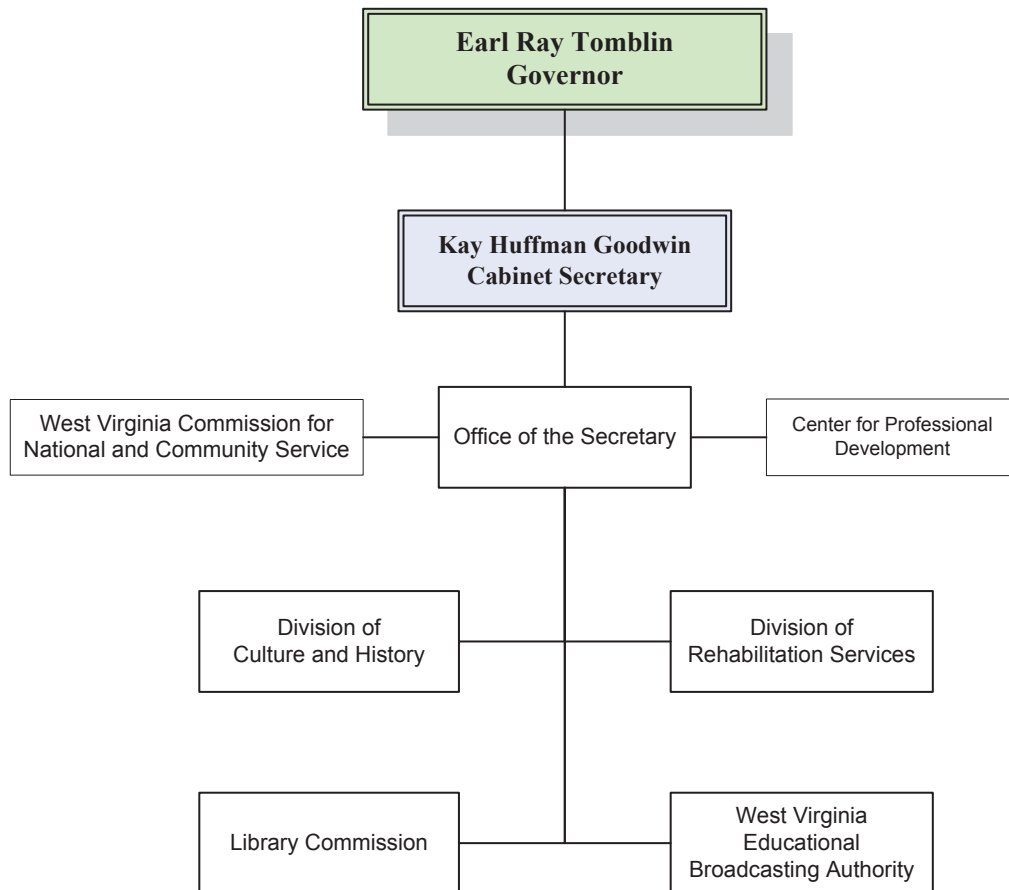 Earl Ray Tomblin
Governor
Kay Huffman Goodwin
Cabinet Secretary
West Virginia Commission for
National and Community Service
Office of the Secretary
Center for Professional
Development
Division of
Culture and History
Division of
Rehabilitation Services
Library Commission
West Virginia
Educational
Broadcasting Authority